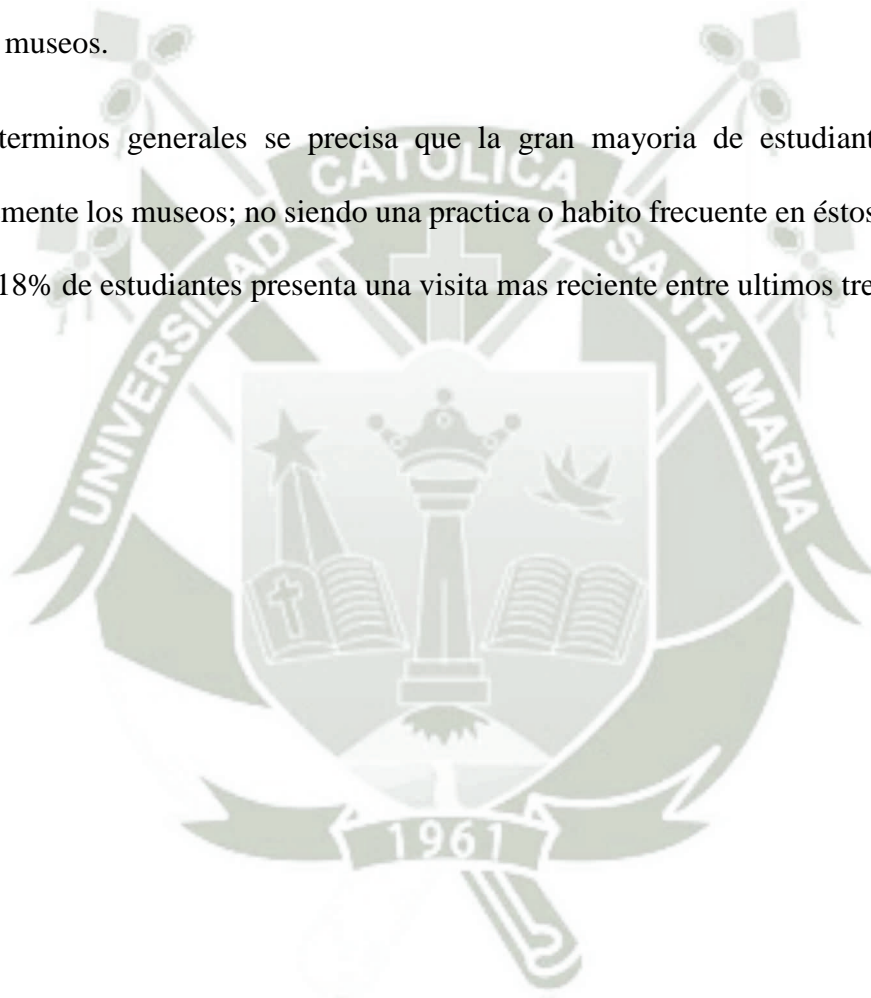 museos.
terminos generales se precisa que la gran mayoria de estudiant
mente los museos; no siendo una practica o habito frecuente en éstos
18% de estudiantes presenta una visita mas reciente entre ultimos tre
UNIVERSIDAD CATOLICA SANTA MARIA
1961